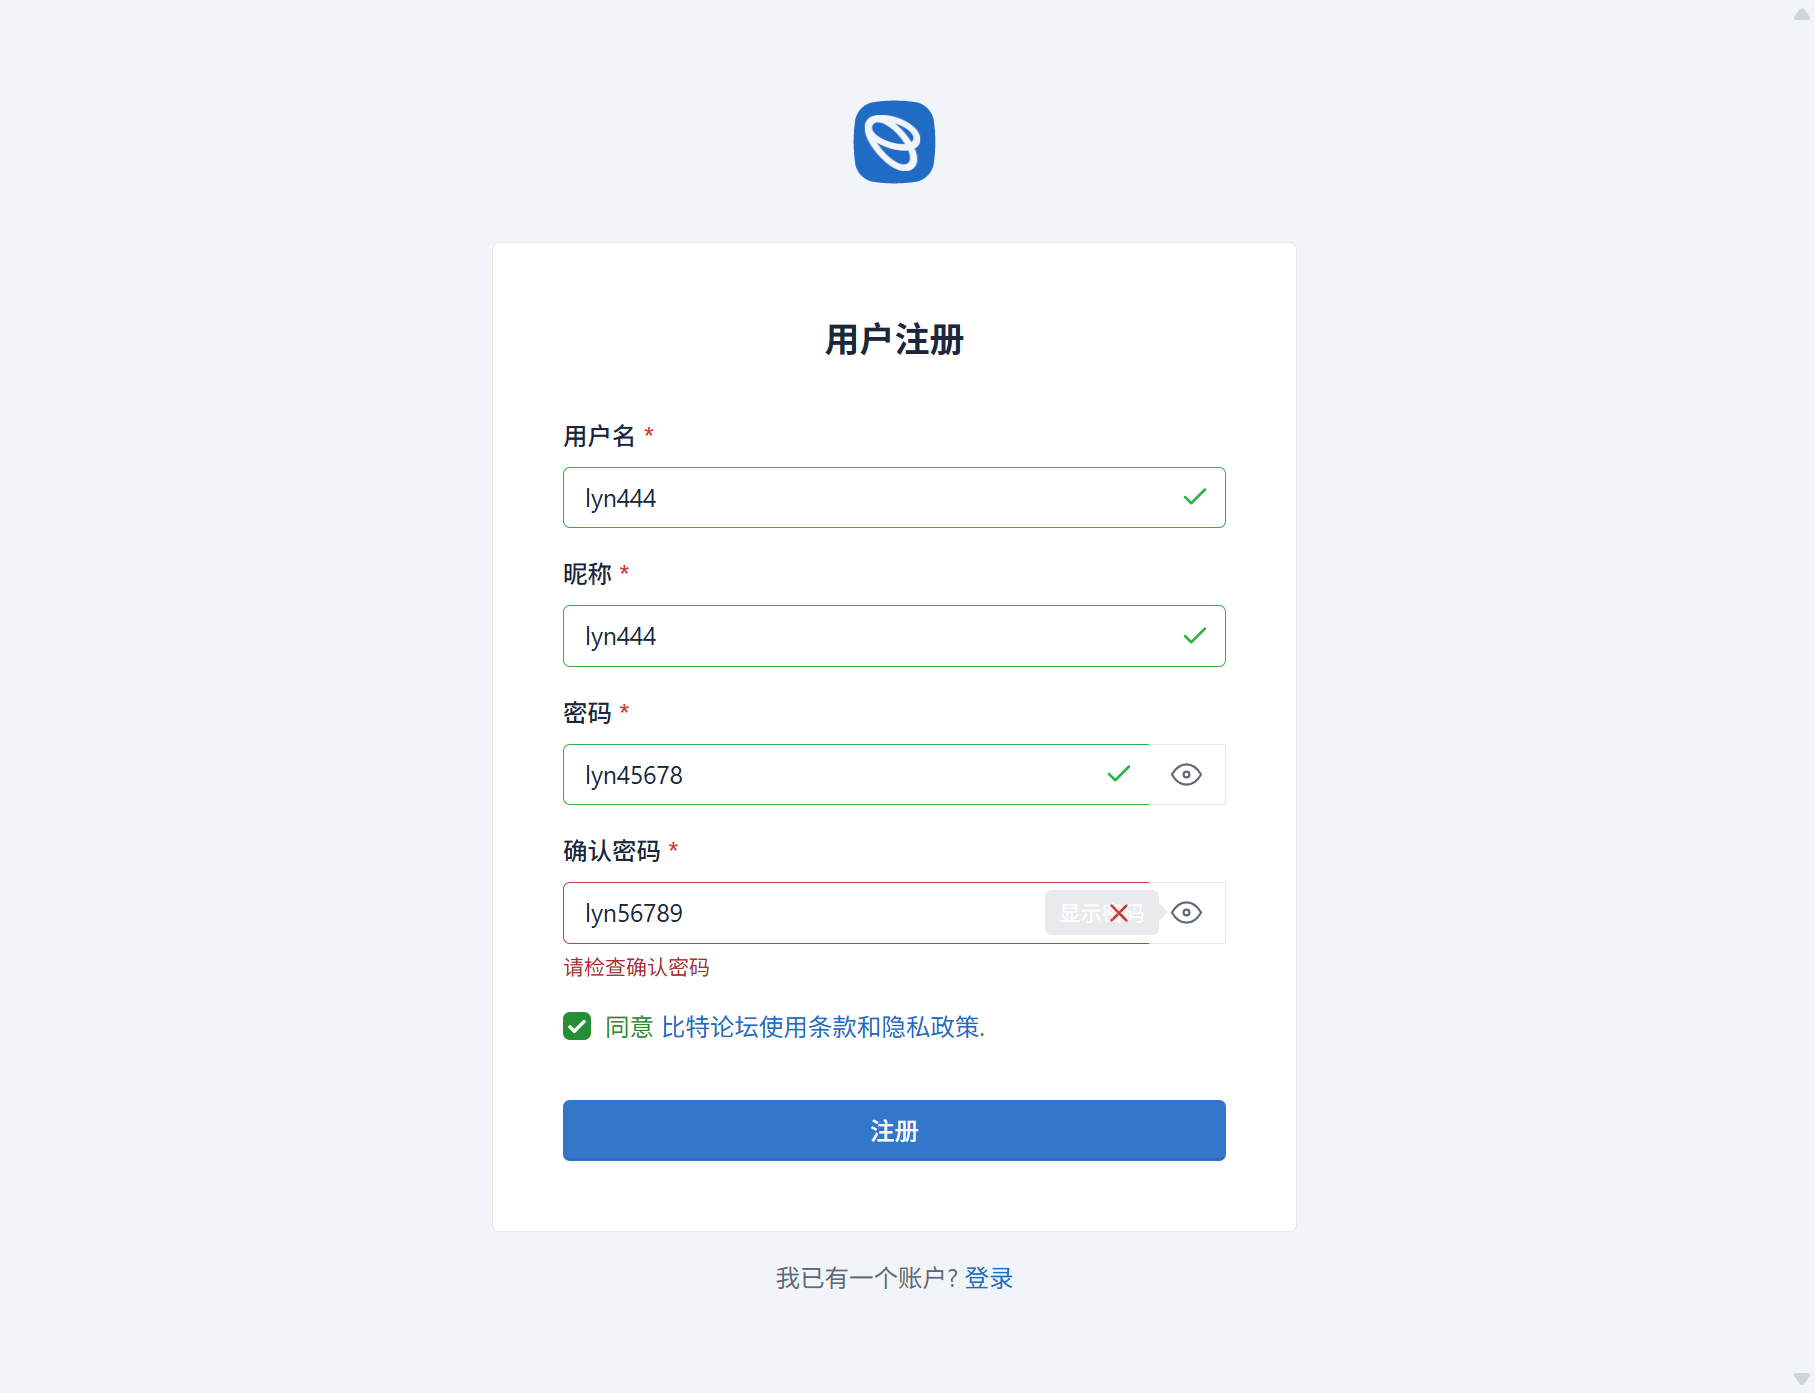 用户注册
用户名 *
lyn444
昵称 *
lyn444
密码 *
lyn45678
确认密码 *
lyn56789
显示密码
请检查确认密码
同意 比特论坛使用条款和隐私政策.
注册
我已有一个账户? 登录